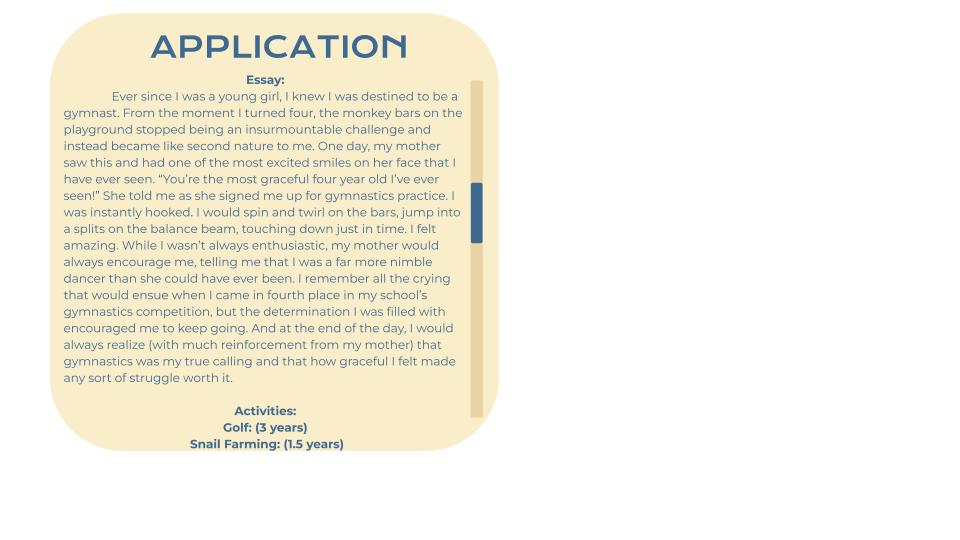 APPLICATION
Essay:
Ever since I was a young girl, I knew I was destined to be a
gymnast. From the moment I turned four, the monkey bars on the
playground stopped being an insurmountable challenge and
instead became like second nature to me. One day, my mother
saw this and had one of the most excited smiles on her face that I
have ever seen. “You’re the most graceful four year old I’ve ever
seen!” She told me as she signed me up for gymnastics practice. I
was instantly hooked. I would spin and twirl on the bars, jump into
a splits on the balance beam, touching down just in time. I felt
amazing. While I wasn’t always enthusiastic, my mother would
always encourage me, telling me that I was a far more nimble
dancer than she could have ever been. I remember all the crying
that would ensue when I came in fourth place in my school’s
gymnastics competition, but the determination I was filled with
encouraged me to keep going. And at the end of the day, I would
always realize (with much reinforcement from my mother) that
gymnastics was my true calling and that how graceful I felt made
any sort of struggle worth it.
Activities:
Golf: (3 years)
Snail Farming: (1.5 years)